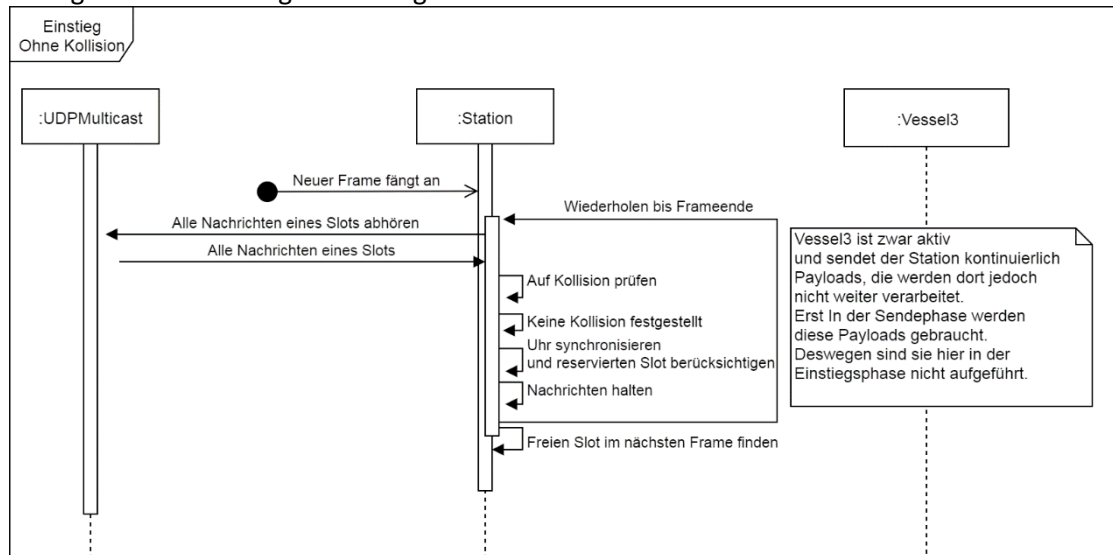 Einstieg
Ohne Kollision
:UDPMulticast
:Station
:Vessel3
Neuer Frame fängt an
Wiederholen bis Frameende
Alle Nachrichten eines Slots abhören
Alle Nachrichten eines Slots
Auf Kollision prüfen
Keine Kollision festgestellt
Uhr synchronisieren
und reservierten Slot berücksichtigen
Nachrichten halten
Freien Slot im nächsten Frame finden
Vessel3 ist zwar aktiv
und sendet der Station kontinuierlich
Payloads, die werden dort jedoch
nicht weiter verarbeitet.
Erst In der Sendephase werden
diese Payloads gebraucht.
Deswegen sind sie hier in der
Einstiegsphase nicht aufgeführt.